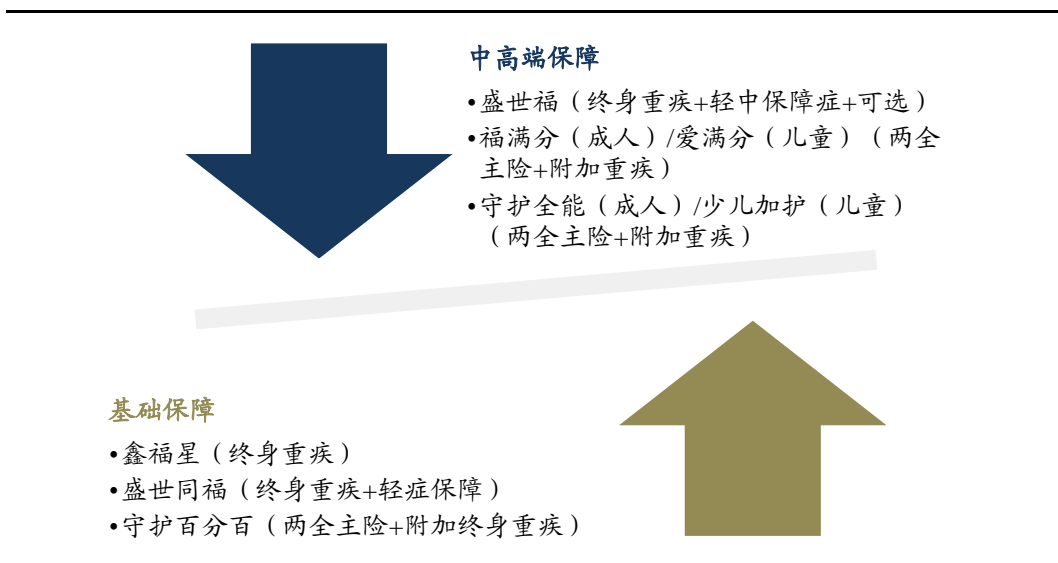 中高端保障
•盛世福（终身重疾+轻中保障症+可选）
•福满分（成人）/爱满分（儿童）（两全
主险+附加重疾）
•守护全能（成人）/少儿加护（儿童）
（两全主险+附加重疾）
基础保障
•鑫福星（终身重疾）
•盛世同福（终身重疾+轻症保障）
•守护百分百（两全主险+附加终身重疾）